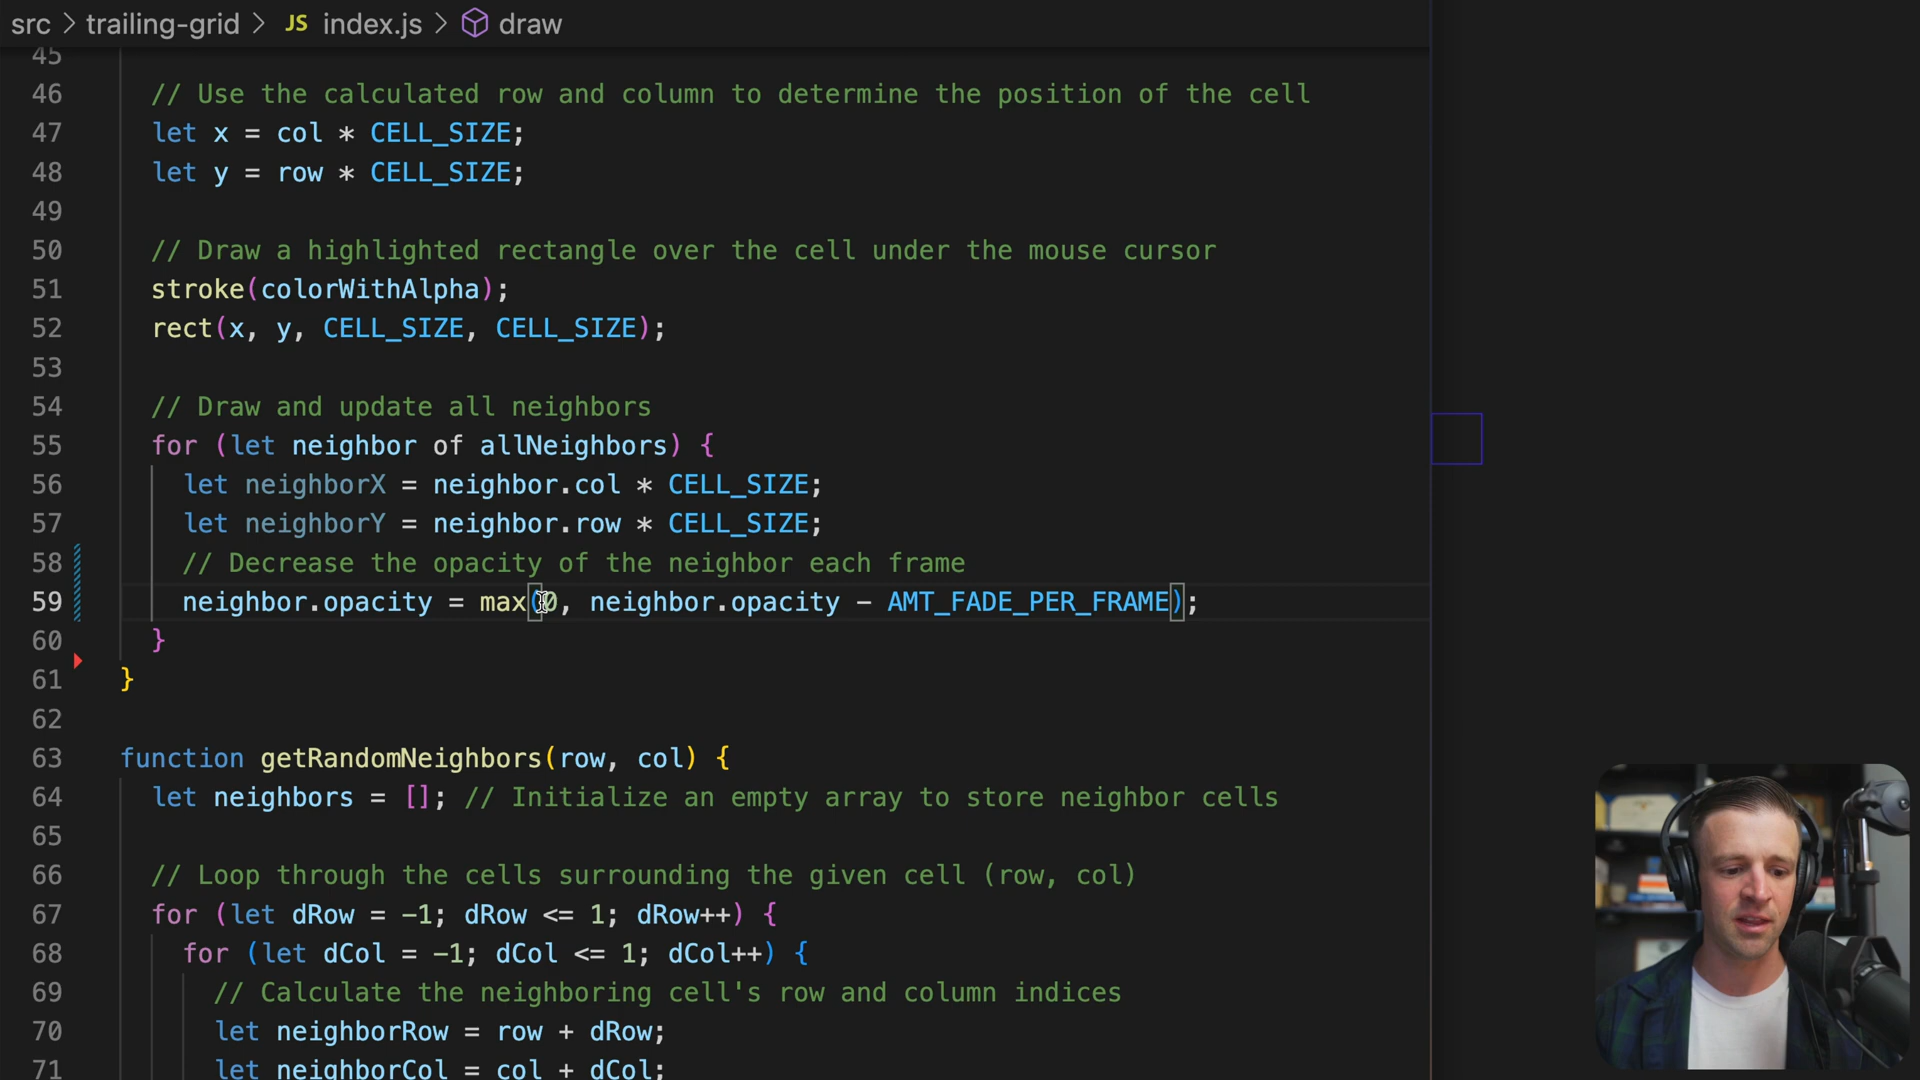 src > trailing-grid > JS index.js > draw
45
46 // Use the calculated row and column to determine the position of the cell
47 let x = col * CELL_SIZE;
48 let y = row * CELL_SIZE;
49
50 // Draw a highlighted rectangle over the cell under the mouse cursor
51 stroke(colorWithAlpha);
52 rect(x, y, CELL_SIZE, CELL_SIZE);
53
54 // Draw and update all neighbors
55 for (let neighbor of allNeighbors) {
56 let neighborX = neighbor.col * CELL_SIZE;
57 let neighborY = neighbor.row * CELL_SIZE;
58 // Decrease the opacity of the neighbor each frame
59 neighbor.opacity = max(0, neighbor.opacity - AMT_FADE_PER_FRAME);
60 }
61 }
62
63 function getRandomNeighbors(row, col) {
64 let neighbors = []; // Initialize an empty array to store neighbor cells
65
66 // Loop through the cells surrounding the given cell (row, col)
67 for (let dRow = -1; dRow <= 1; dRow++) {
68 for (let dCol = -1; dCol <= 1; dCol++) {
69 // Calculate the neighboring cell's row and column indices
70 let neighborRow = row + dRow;
71 let neighborCol = col + dCol;